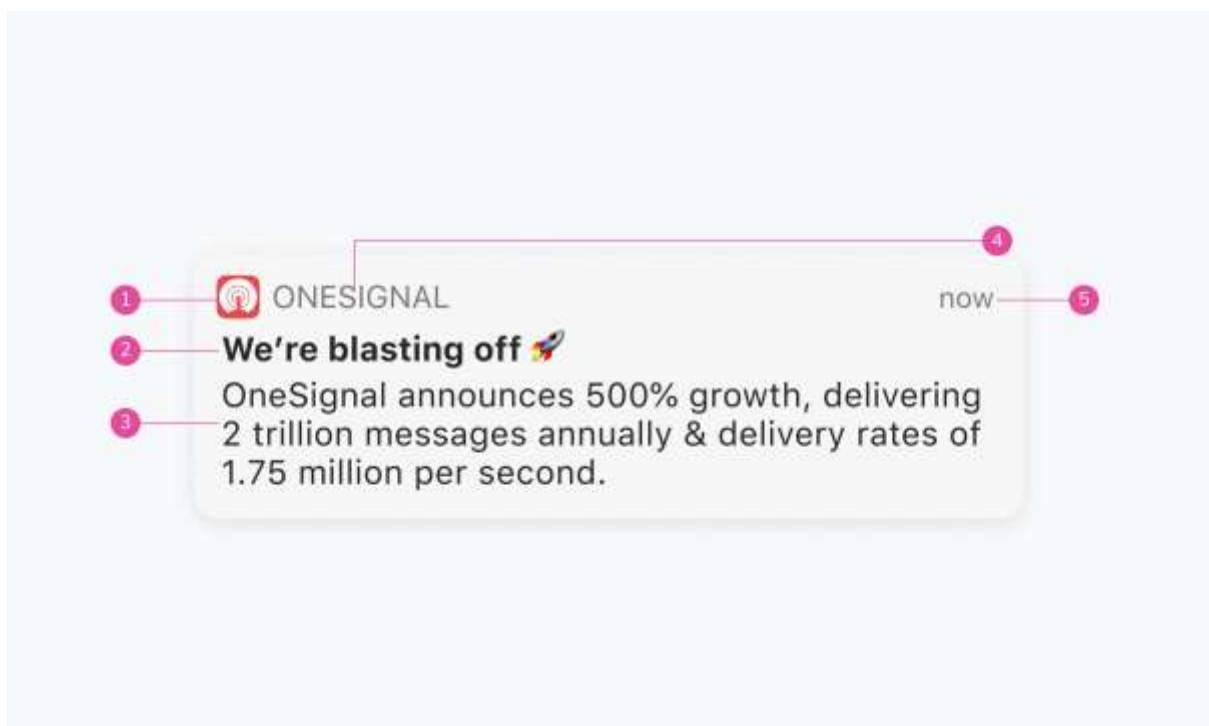 4
1 ONESIGNAL now 5
2 We’re blasting off 🚀
OneSignal announces 500% growth, delivering
3 2 trillion messages annually & delivery rates of
1.75 million per second.